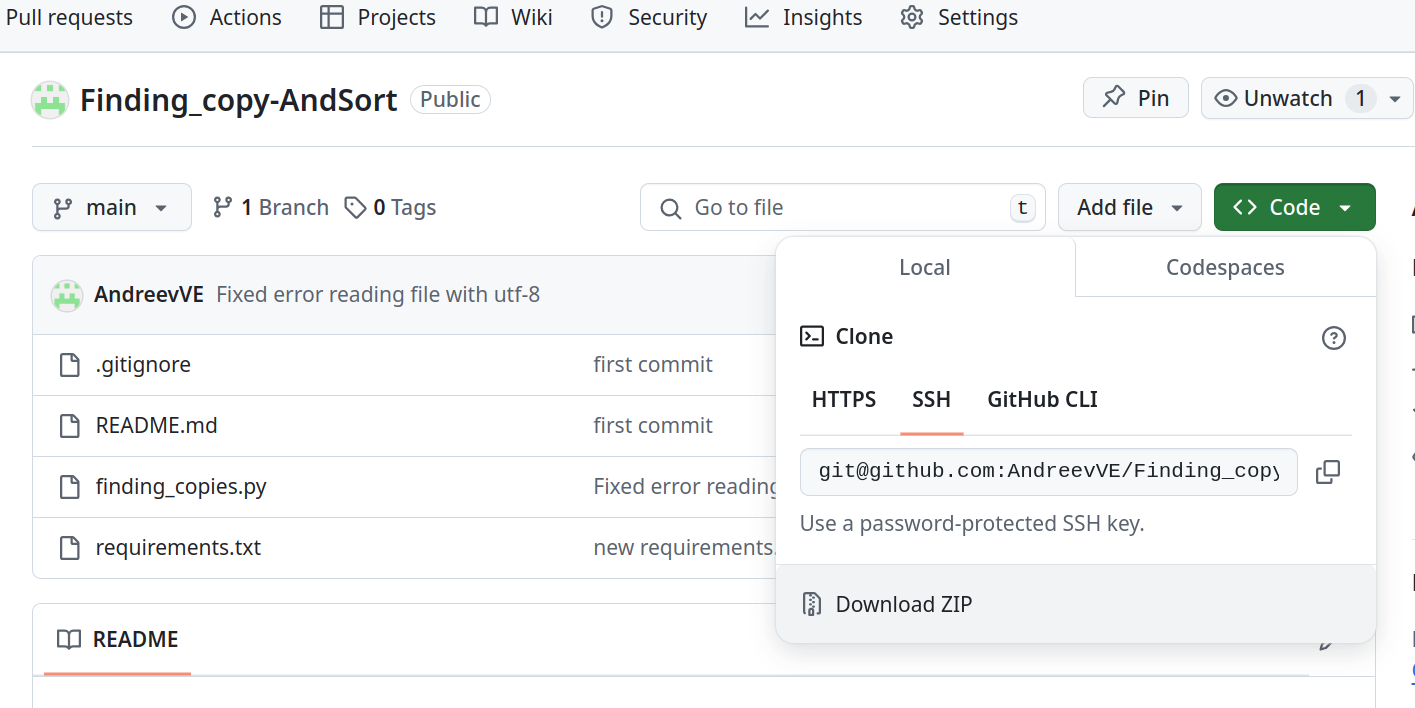 Pull requests Actions Projects Wiki Security Insights Settings
Finding_copy-AndSort Public Pin Unwatch 1
main 1 Branch 0 Tags Go to file t Add file Code
Local Codespaces
AndreevVE Fixed error reading file with utf-8
Clone
.gitignore first commit
HTTPS SSH GitHub CLI
README.md first commit
git@github.com:AndreevVE/Finding_copy
finding_copies.py Fixed error reading
Use a password-protected SSH key.
requirements.txt new requirements.
Download ZIP
README